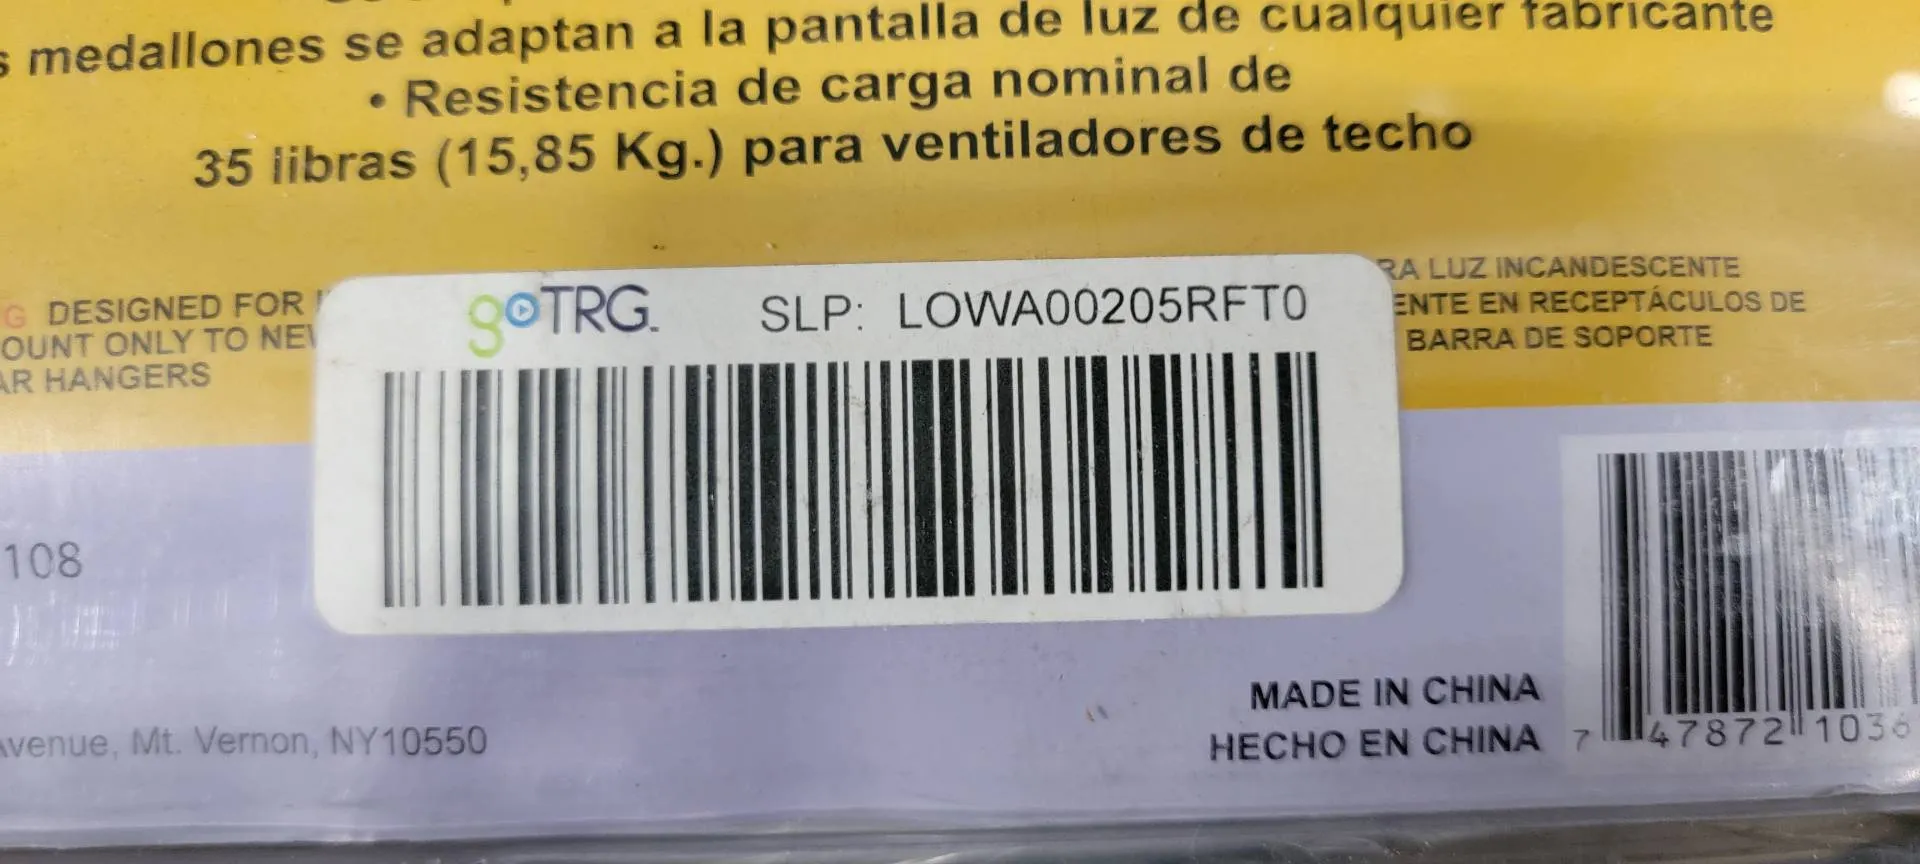 medallones se adaptan a la pantalla de luz de cualquier fabricante
• Resistencia de carga nominal de
35 libras (15,85 Kg.) para ventiladores de techo
G DESIGNED FOR
OUNT ONLY TO NEW
AR HANGERS
goTRG. SLP: LOWA00205RFT0
RA LUZ INCANDESCENTE
ENTE EN RECEPTÁCULOS DE
BARRA DE SOPORTE
108
Avenue, Mt. Vernon, NY10550
MADE IN CHINA
HECHO EN CHINA
7 47872 1036